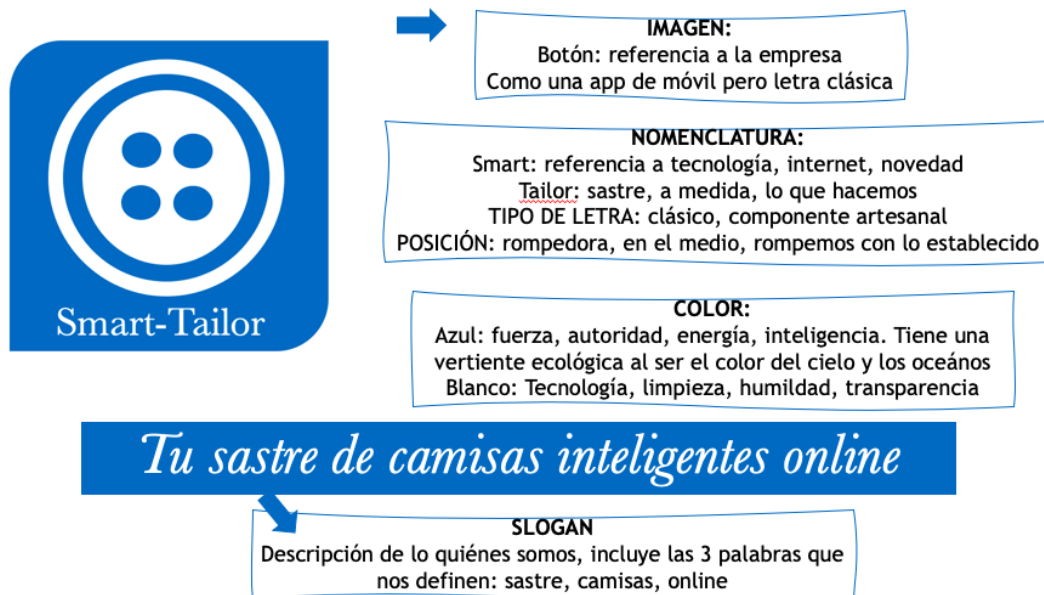 Smart-Tailor
IMAGEN:
Botón: referencia a la empresa
Como una app de móvil pero letra clásica
NOMENCLATURA:
Smart: referencia a tecnología, internet, novedad
Tailor: sastre, a medida, lo que hacemos
TIPO DE LETRA: clásico, componente artesanal
POSICIÓN: rompedora, en el medio, rompemos con lo establecido
COLOR:
Azul: fuerza, autoridad, energía, inteligencia. Tiene una
vertiente ecológica al ser el color del cielo y los oceános
Blanco: Tecnología, limpieza, humildad, transparencia
Tu sastre de camisas inteligentes online
SLOGAN
Descripción de lo quiénes somos, incluye las 3 palabras que
nos definen: sastre, camisas, online